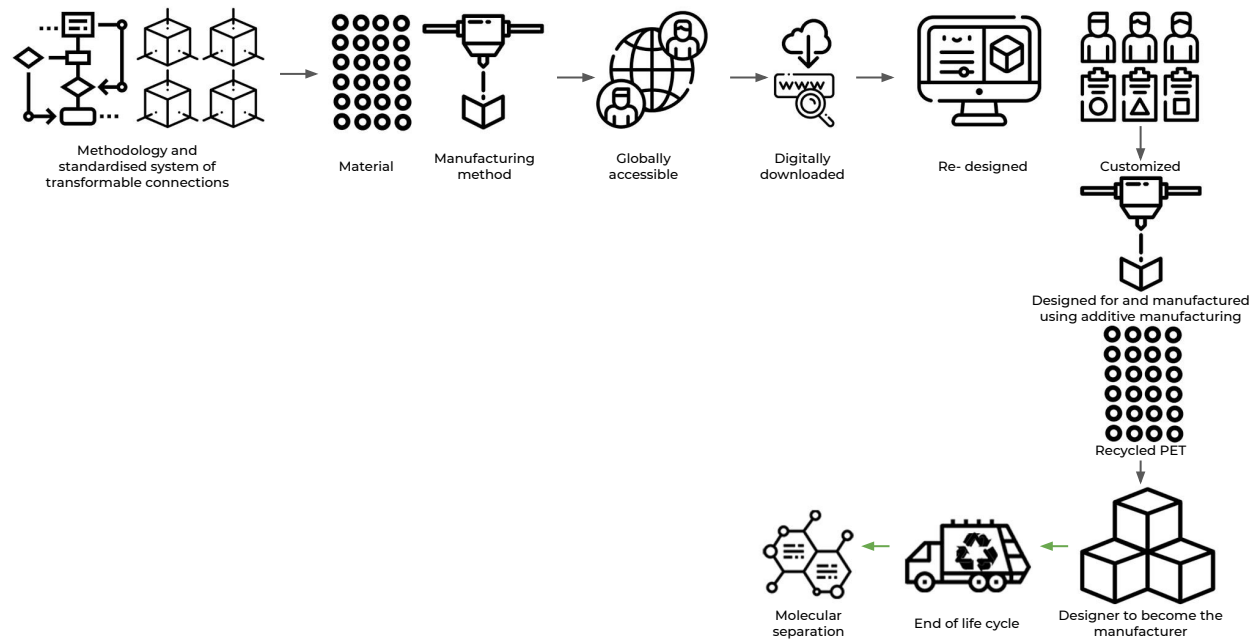 Methodology and
standardised system of
transformable connections
Material
Manufacturing
method
Globally
accessible
www
Digitally
downloaded
Re- designed
Customized
Designed for and manufactured
using additive manufacturing
Recycled PET
Designer to become the
manufacturer
End of life cycle
Molecular
separation